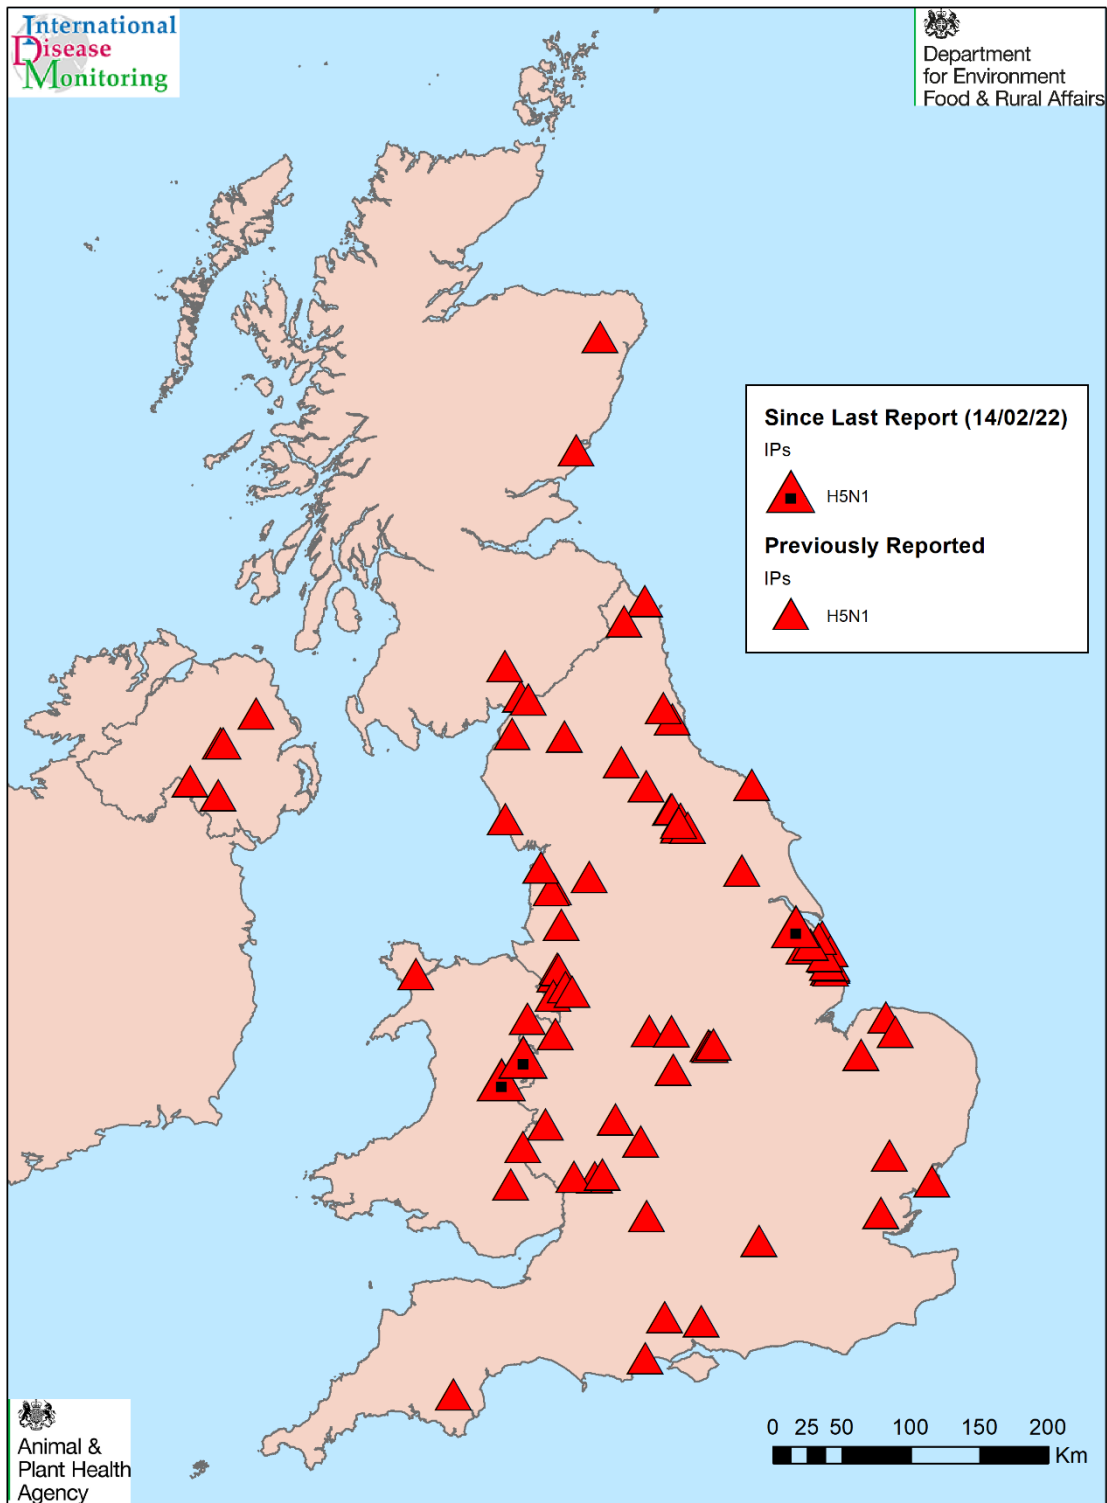 International
Disease
Monitoring
Department
for Environment
Food & Rural Affairs
Since Last Report (14/02/22)
IPs
H5N1
Previously Reported
IPs
H5N1
0 25 50 100 150 200
Km
Animal &
Plant Health
Agency